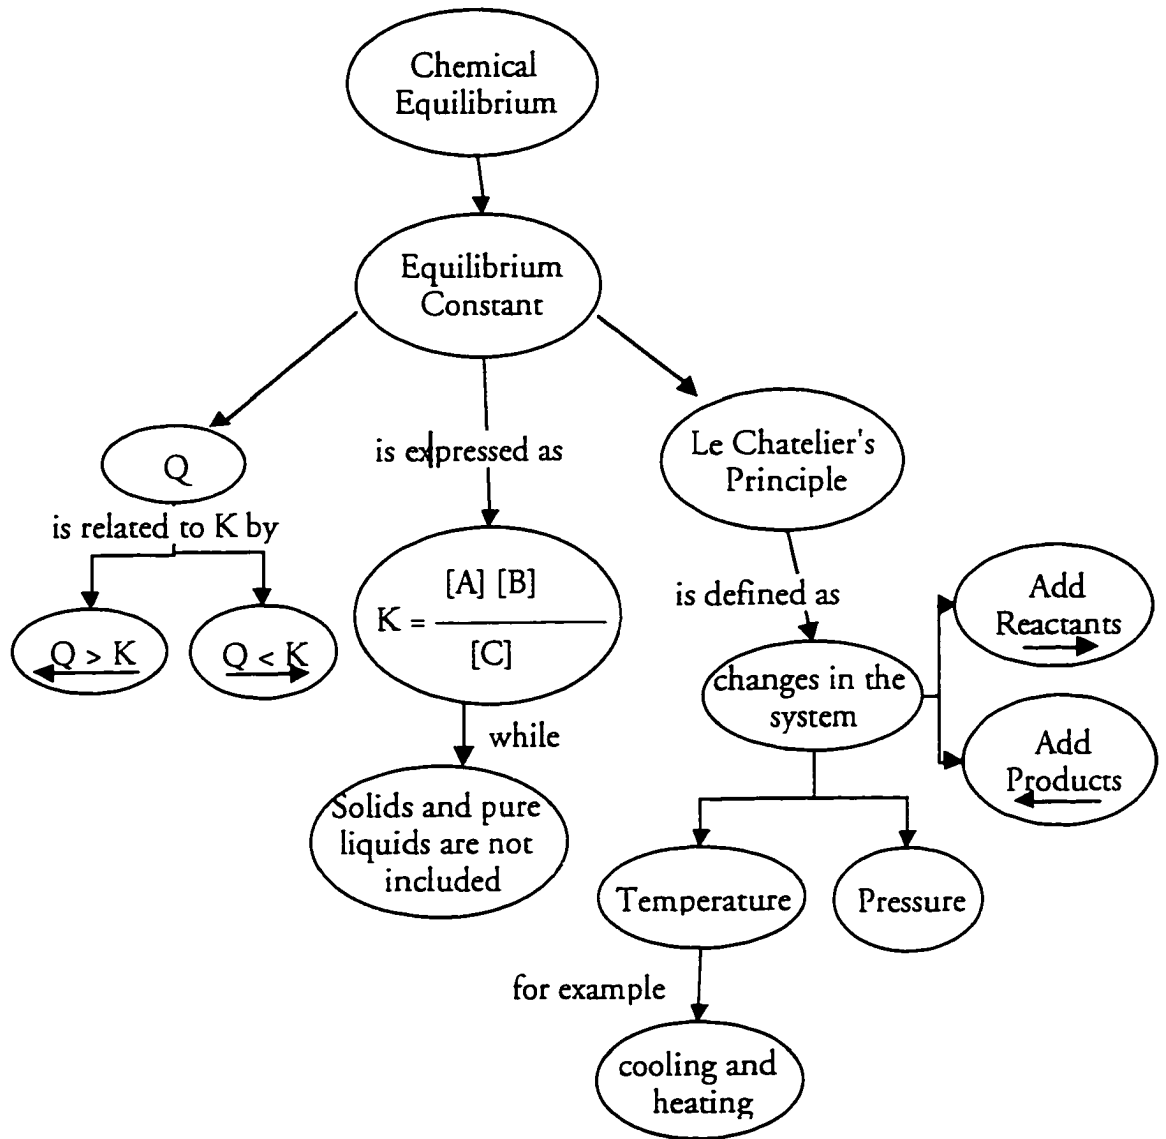 Chemical
Equilibrium
Equilibrium
Constant
Q
is related to K by
Q > K
Q < K
is expressed as
[A] [B]
K =
[C]
while
Solids and pure
liquids are not
included
Le Chatelier's
Principle
is defined as
changes in the
system
Add
Reactants
Add
Products
Temperature
Pressure
for example
cooling and
heating